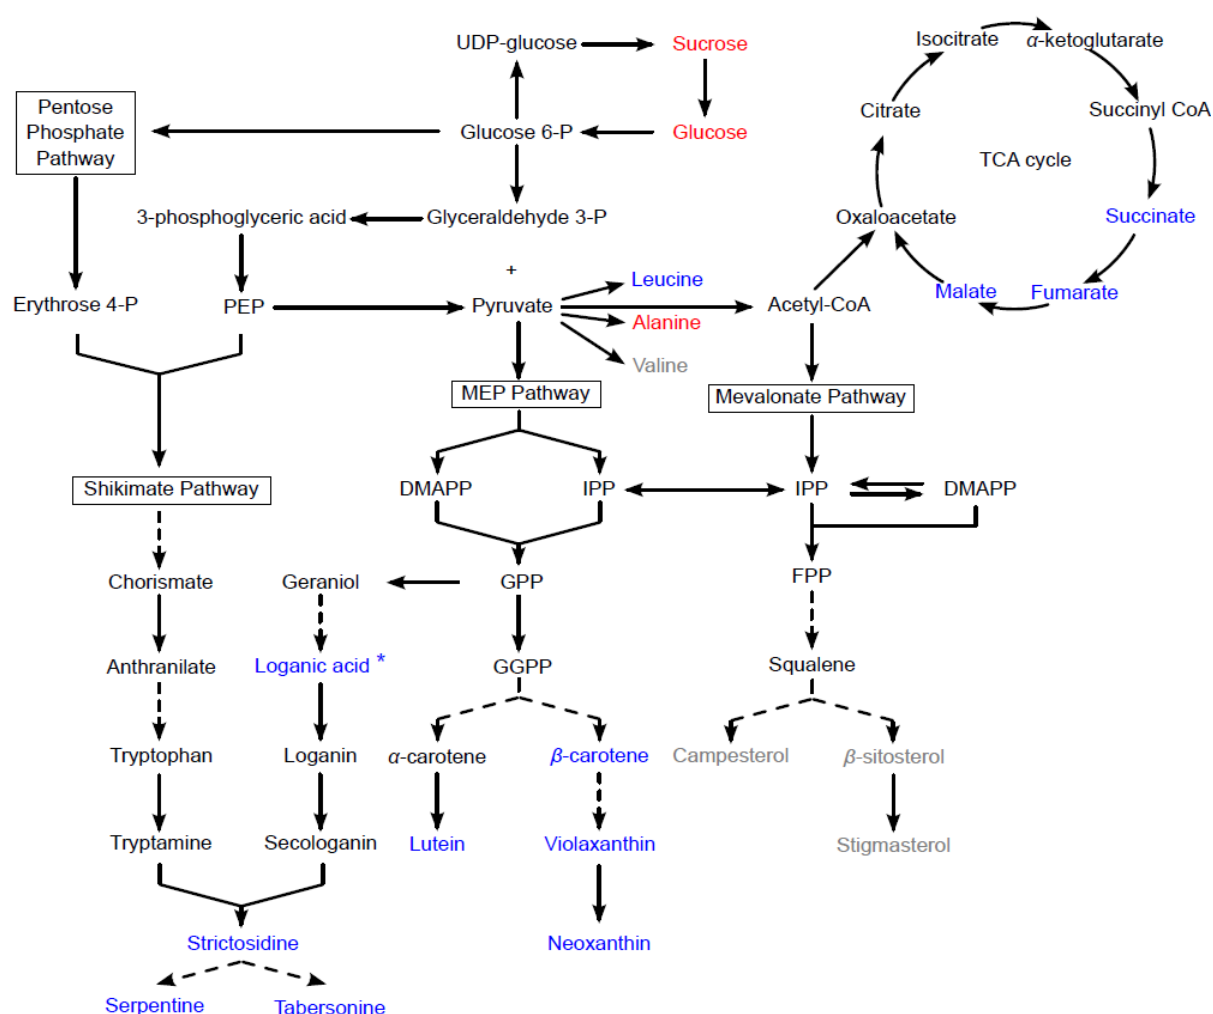 Isocitrate α-ketoglutarate
UDP-glucose Sucrose
Pentose
Phosphate
Pathway
Citrate Succinyl CoA
Glucose 6-P Glucose
TCA cycle
3-phosphoglyceric acid Glyceraldehyde 3-P Oxaloacetate Succinate
+
Leucine
Malate Fumarate
Erythrose 4-P PEP Pyruvate Acetyl-CoA
Alanine
Valine
MEP Pathway Mevalonate Pathway
Shikimate Pathway DMAPP IPP IPP DMAPP
Chorismate Geraniol GPP FPP
Anthranilate Loganic acid * GGPP Squalene
Tryptophan Loganin α-carotene β-carotene Campesterol β-sitosterol
Tryptamine Secologanin Lutein Violaxanthin Stigmasterol
Strictosidine Neoxanthin
Serpentine Tabersonine